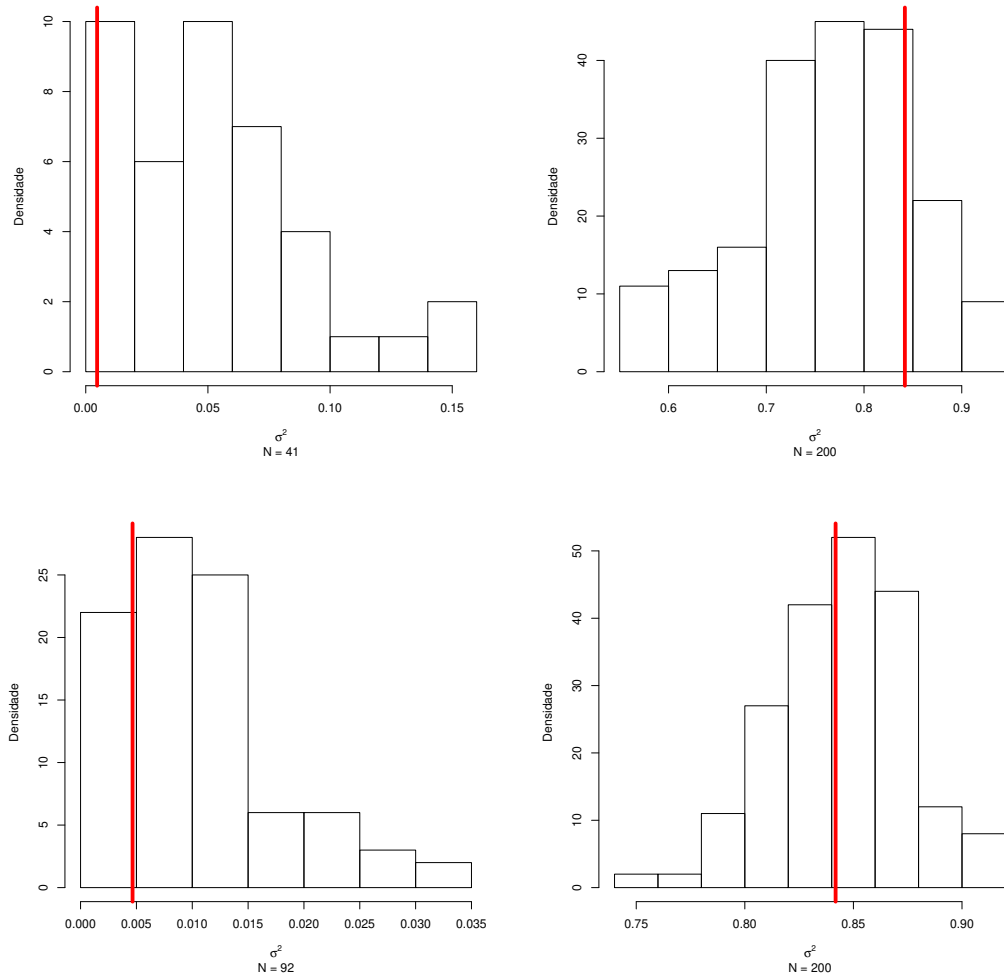 10
8
6
4
2
0
Densidade
0.00 0.05 0.10 0.15
σ²
N = 41
40
30
20
10
0
Densidade
0.6 0.7 0.8 0.9
σ²
N = 200
25
20
15
10
5
0
Densidade
0.000 0.005 0.010 0.015 0.020 0.025 0.030 0.035
σ²
N = 92
50
40
30
20
10
0
Densidade
0.75 0.80 0.85 0.90
σ²
N = 200